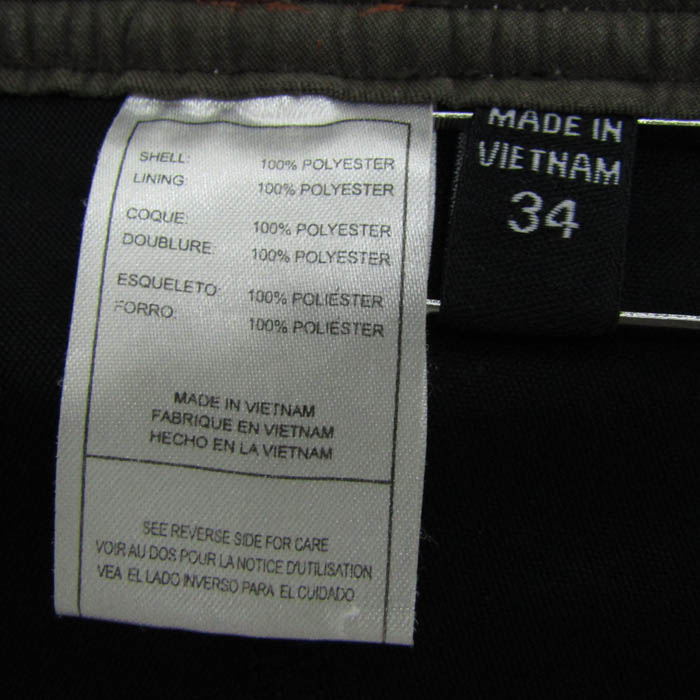 SHELL: 100% POLYESTER
LINING: 100% POLYESTER
COQUE: 100% POLYESTER
DOUBLURE: 100% POLYESTER
ESQUELETO: 100% POLIÉSTER
FORRO: 100% POLIÉSTER
MADE IN VIETNAM
FABRIQUE EN VIETNAM
HECHO EN LA VIETNAM
SEE REVERSE SIDE FOR CARE
VOIR AU DOS POUR LA NOTICE D'UTILISATION
VEA EL LADO INVERSO PARA EL CUIDADO
MADE IN
VIETNAM
34